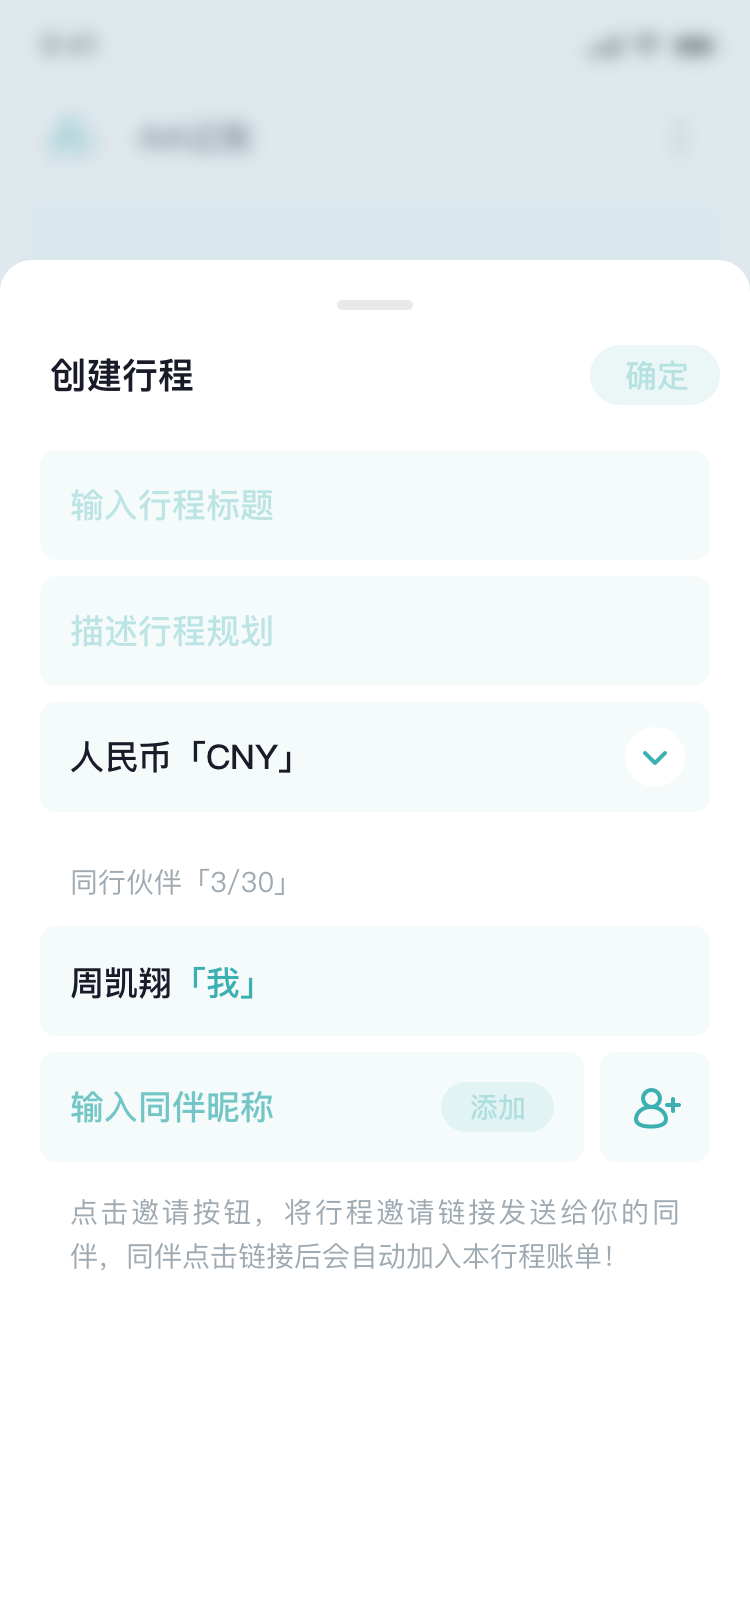 创建行程
确定
输入行程标题
描述行程规划
人民币「CNY」
同行伙伴「3/30」
周凯翔「我」
输入同伴昵称
添加
点击邀请按钮，将行程邀请链接发送给你的同
伴，同伴点击链接后会自动加入本行程账单！